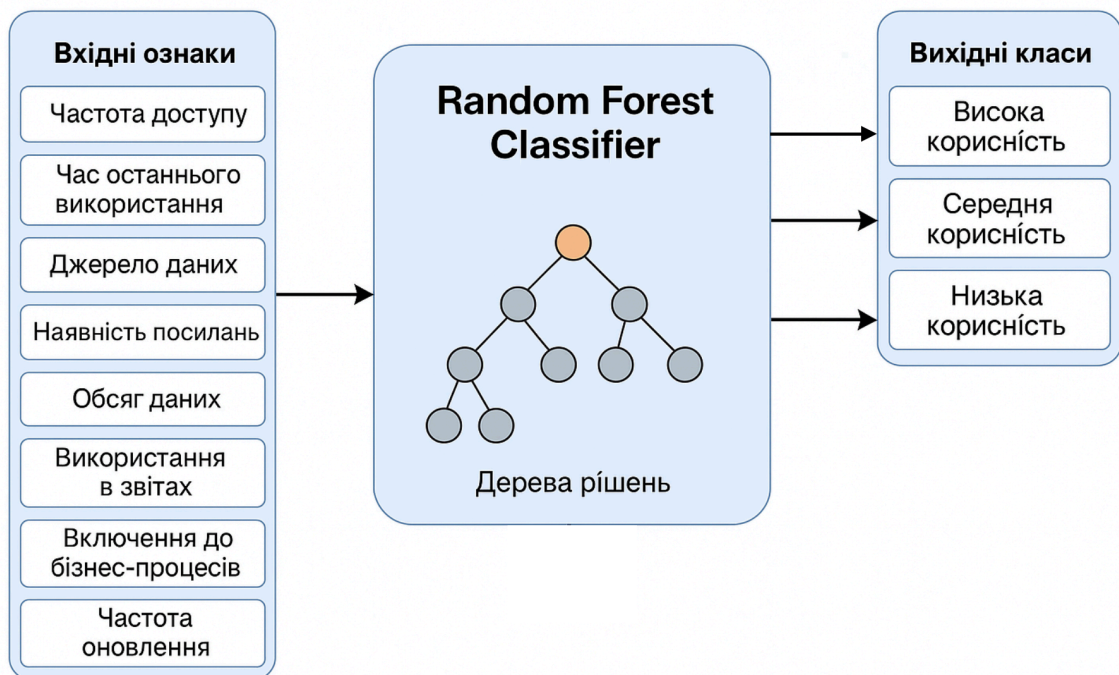 Вхідні ознаки
Частота доступу
Час останнього
використання
Джерело даних
Наявність посилань
Обсяг даних
Використання
в звітах
Включення до
бізнес-процесів
Частота
оновлення
Random Forest
Classifier
Дерева рішень
Вихідні класи
Висока
корисність
Середня
корисність
Низька
корисність